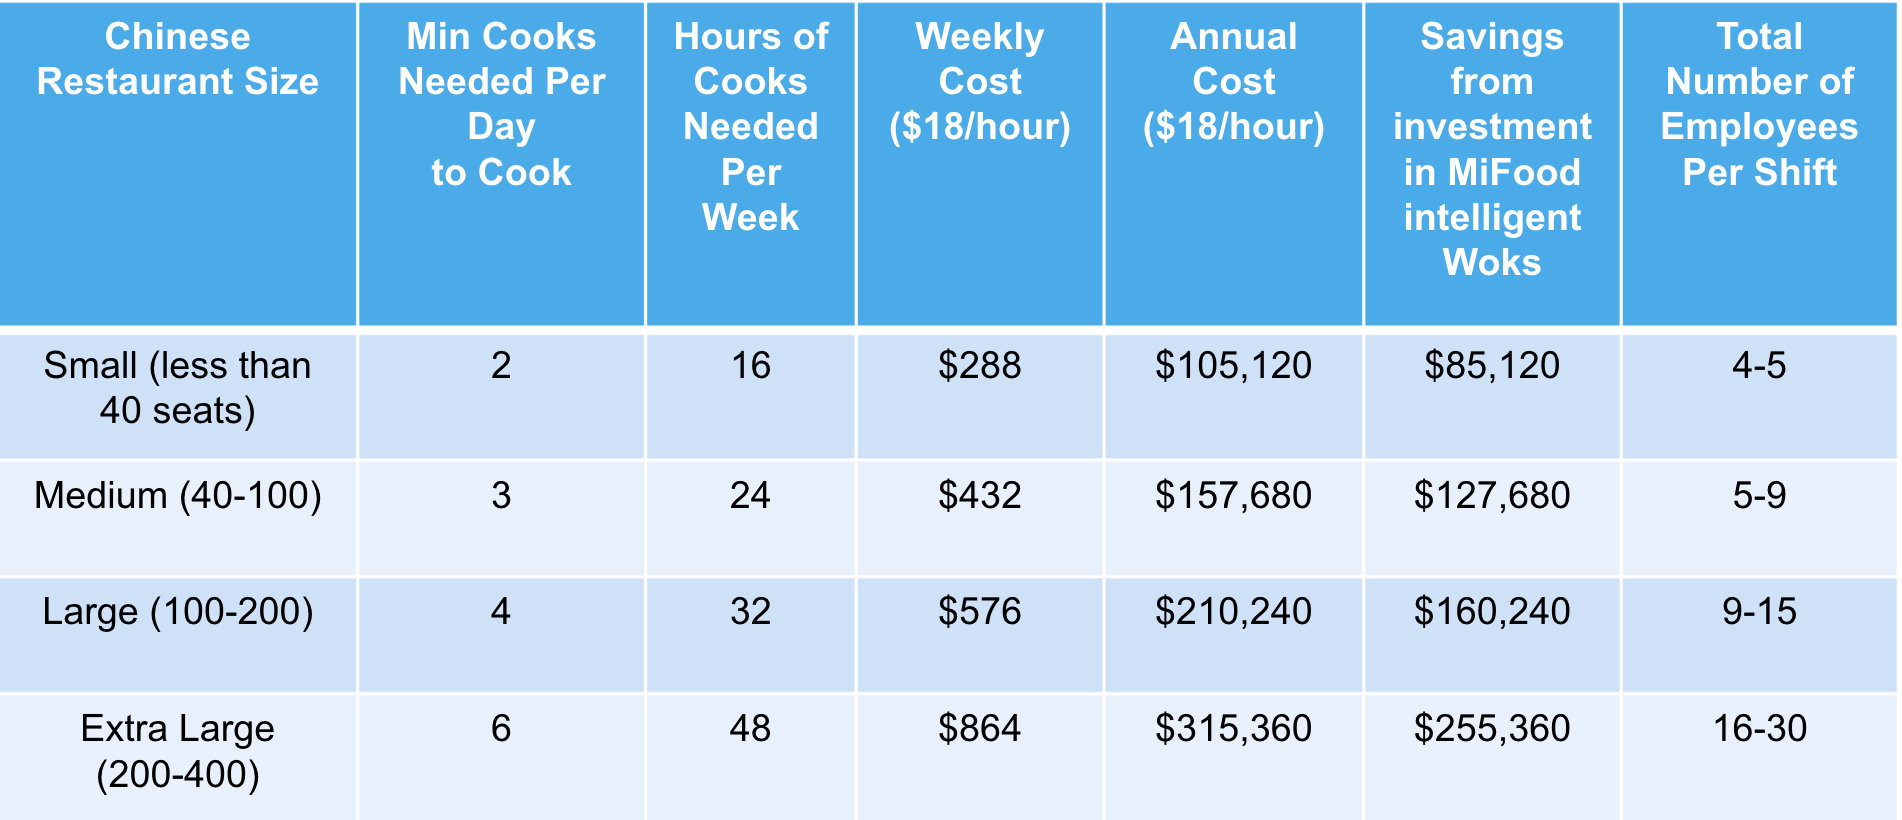 Chinese
Restaurant Size
Min Cooks
Needed Per
Day
to Cook
Hours of
Cooks
Needed
Per
Week
Weekly
Cost
($18/hour)
Annual
Cost
($18/hour)
Savings
from
investment
in MiFood
intelligent
Woks
Total
Number of
Employees
Per Shift
Small (less than
40 seats)
2
16
$288
$105,120
$85,120
4-5
Medium (40-100)
3
24
$432
$157,680
$127,680
5-9
Large (100-200)
4
32
$576
$210,240
$160,240
9-15
Extra Large
(200-400)
6
48
$864
$315,360
$255,360
16-30